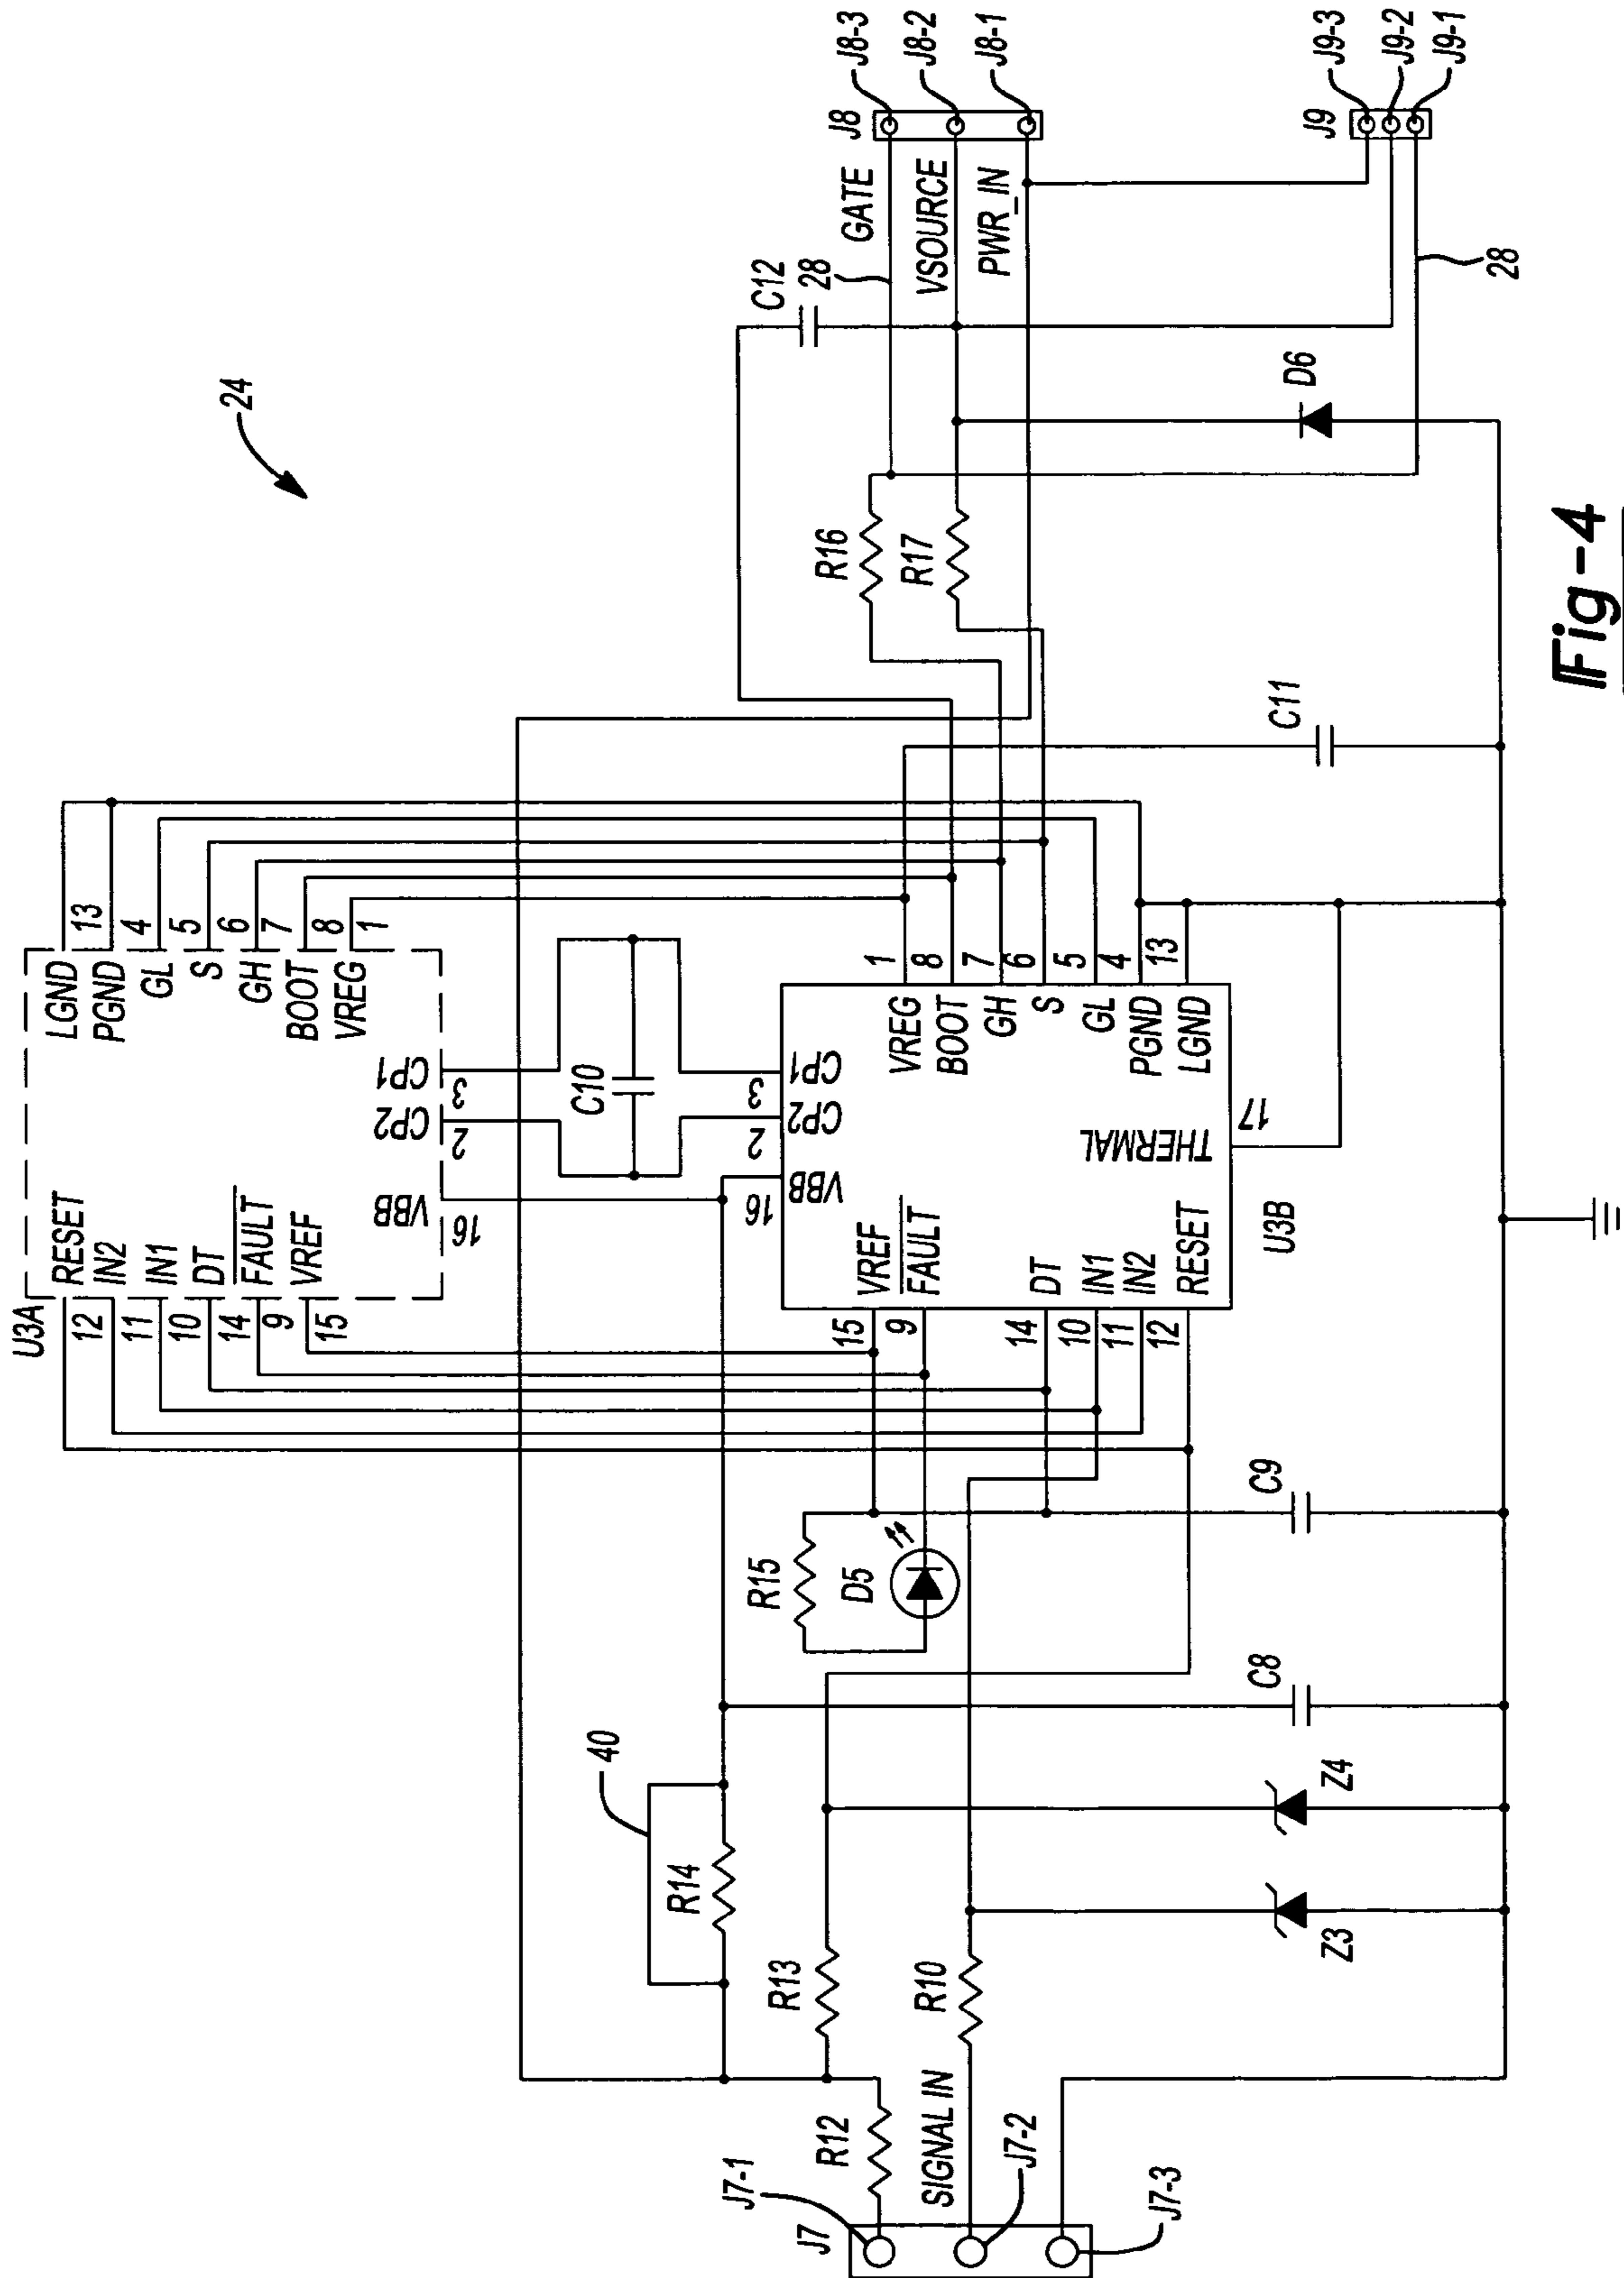 24
U3A
RESET
IN2
IN1
DT
FAULT
VREF
12
11
10
14
9
15
LGND
PGND
GL
S
GH
BOOT
VREG
13
4
5
6
7
8
1
VBB
CP2
CP1
16
2
3
C10
40
R14
R12
R13
R10
R15
D5
SIGNAL IN
J7
J7-1
J7-2
J7-3
Z3
Z4
C8
C9
VBB
CP2
CP1
16
2
3
VREF
FAULT
DT
IN1
IN2
RESET
15
9
14
10
11
12
VREG
BOOT
GH
S
GL
PGND
LGND
1
8
7
6
5
4
13
THERMAL
17
U3B
C11
R16
R17
C12
28
GATE
VSOURCE
PWR_IN
D6
J8
J8-3
J8-2
J8-1
J9
J9-3
J9-2
J9-1
28
Fig-4